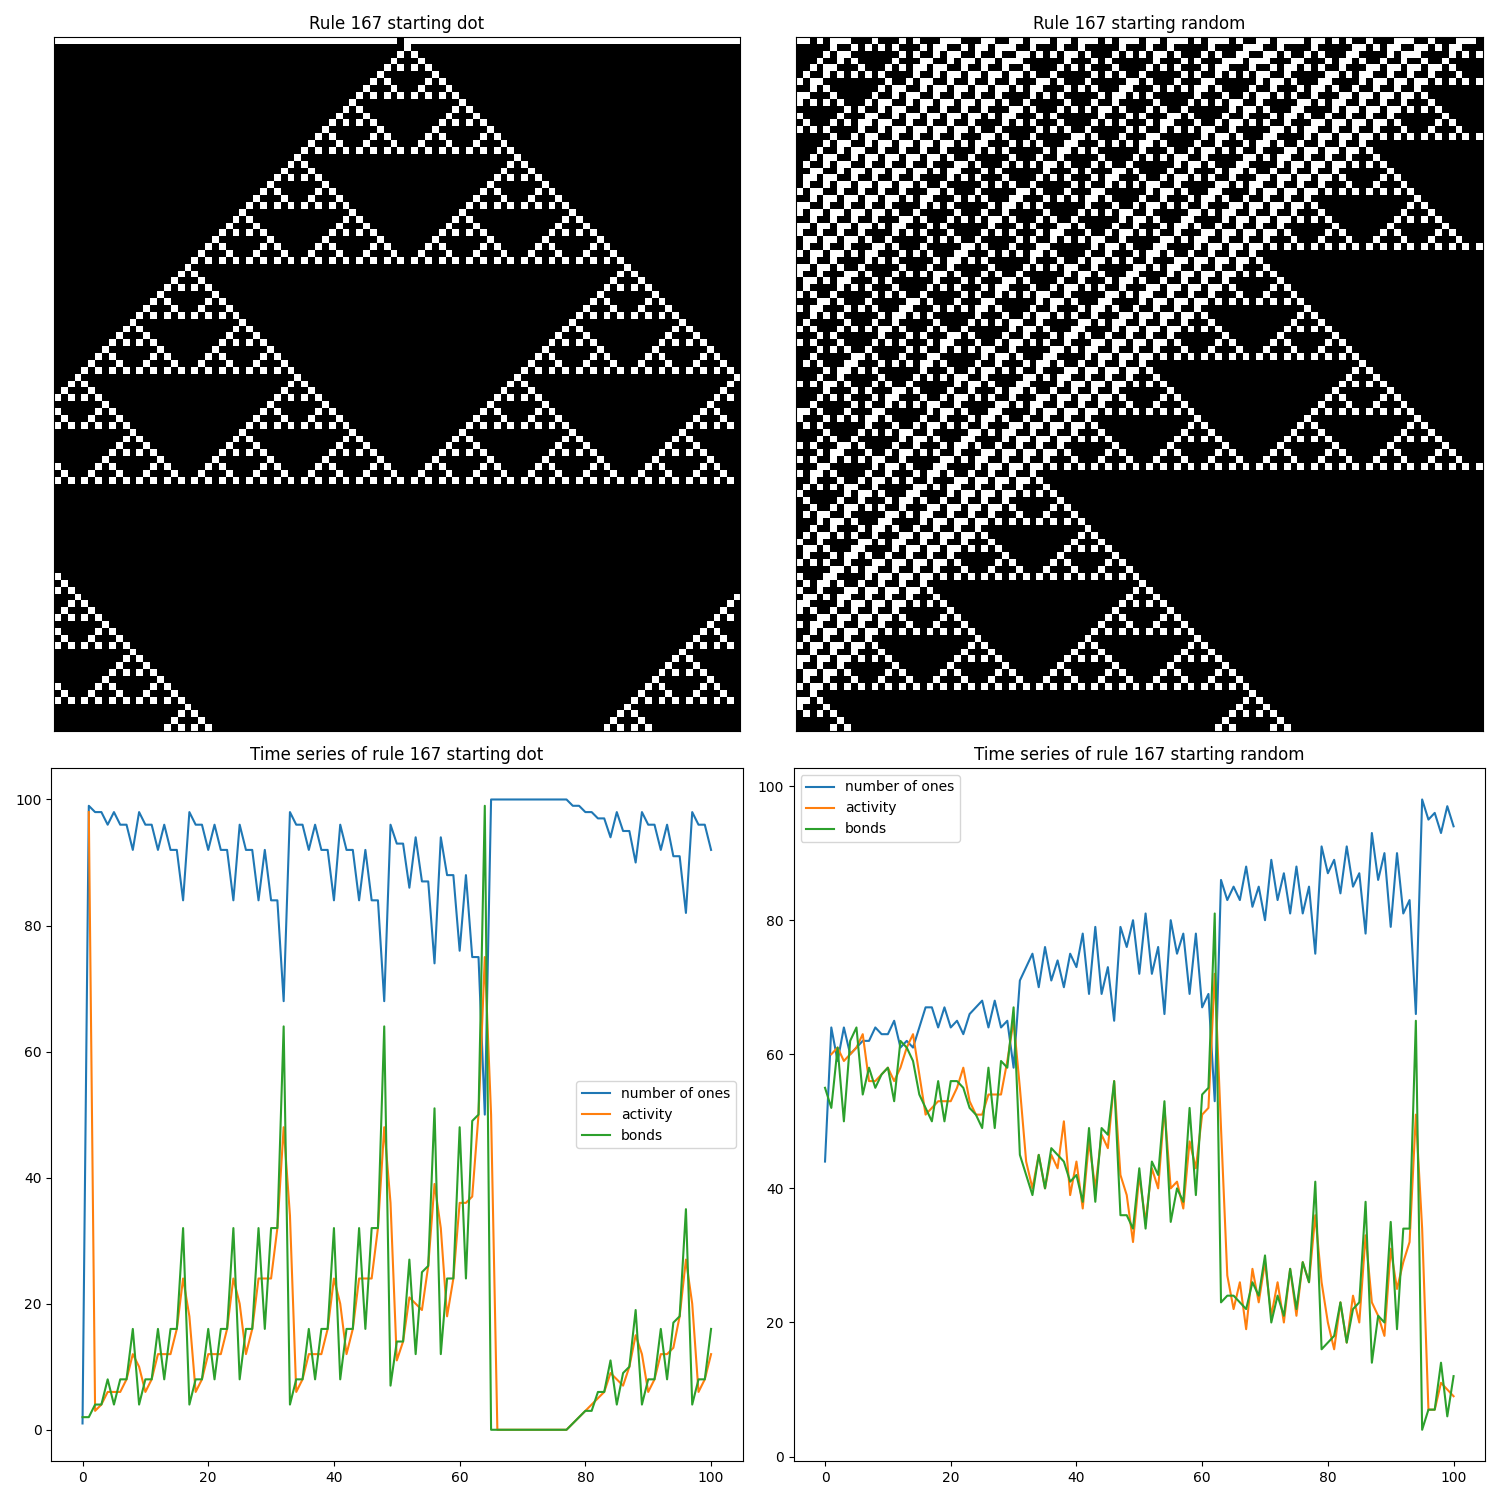 Rule 167 starting dot
Rule 167 starting random
Time series of rule 167 starting dot
100
80
60
40
20
0
number of ones
activity
bonds
0 20 40 60 80 100
Time series of rule 167 starting random
number of ones
activity
bonds
100
80
60
40
20
0
0 20 40 60 80 100